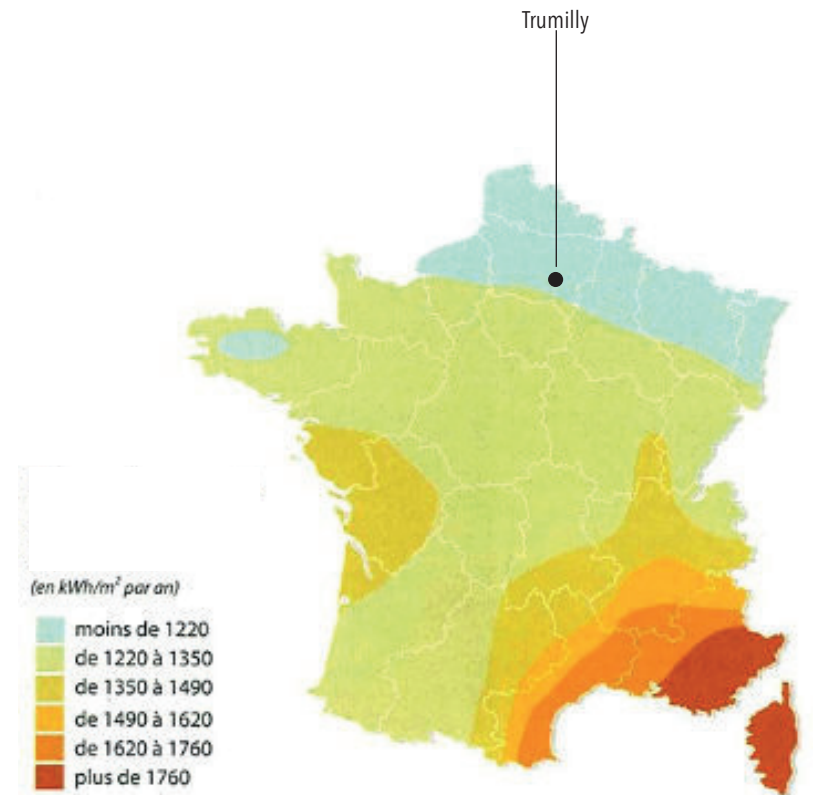 Trumilly
(en kWh/m² par an)
moins de 1220
de 1220 à 1350
de 1350 à 1490
de 1490 à 1620
de 1620 à 1760
plus de 1760